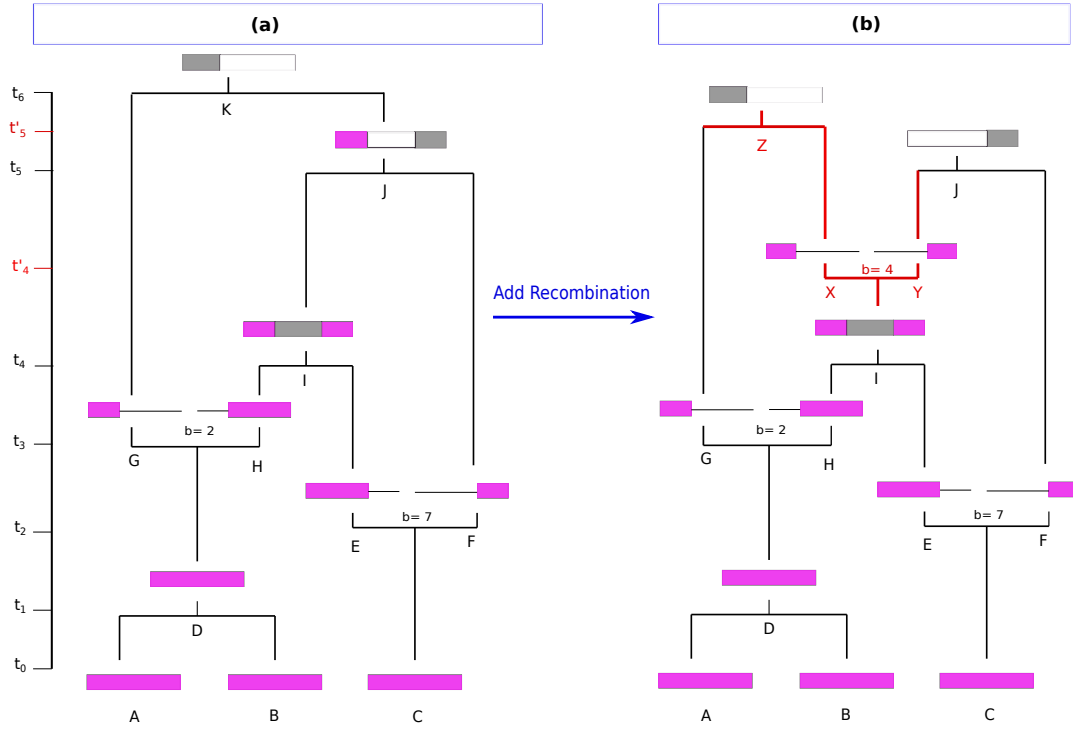 (a)
(b)
t6
K
t'5
Z
t5
J
J
t'4
b= 4
Add Recombination
X
Y
t4
I
I
b= 2
b= 2
t3
G
H
G
H
b= 7
b= 7
t2
E
F
E
F
t1
D
D
t0
A
B
C
A
B
C